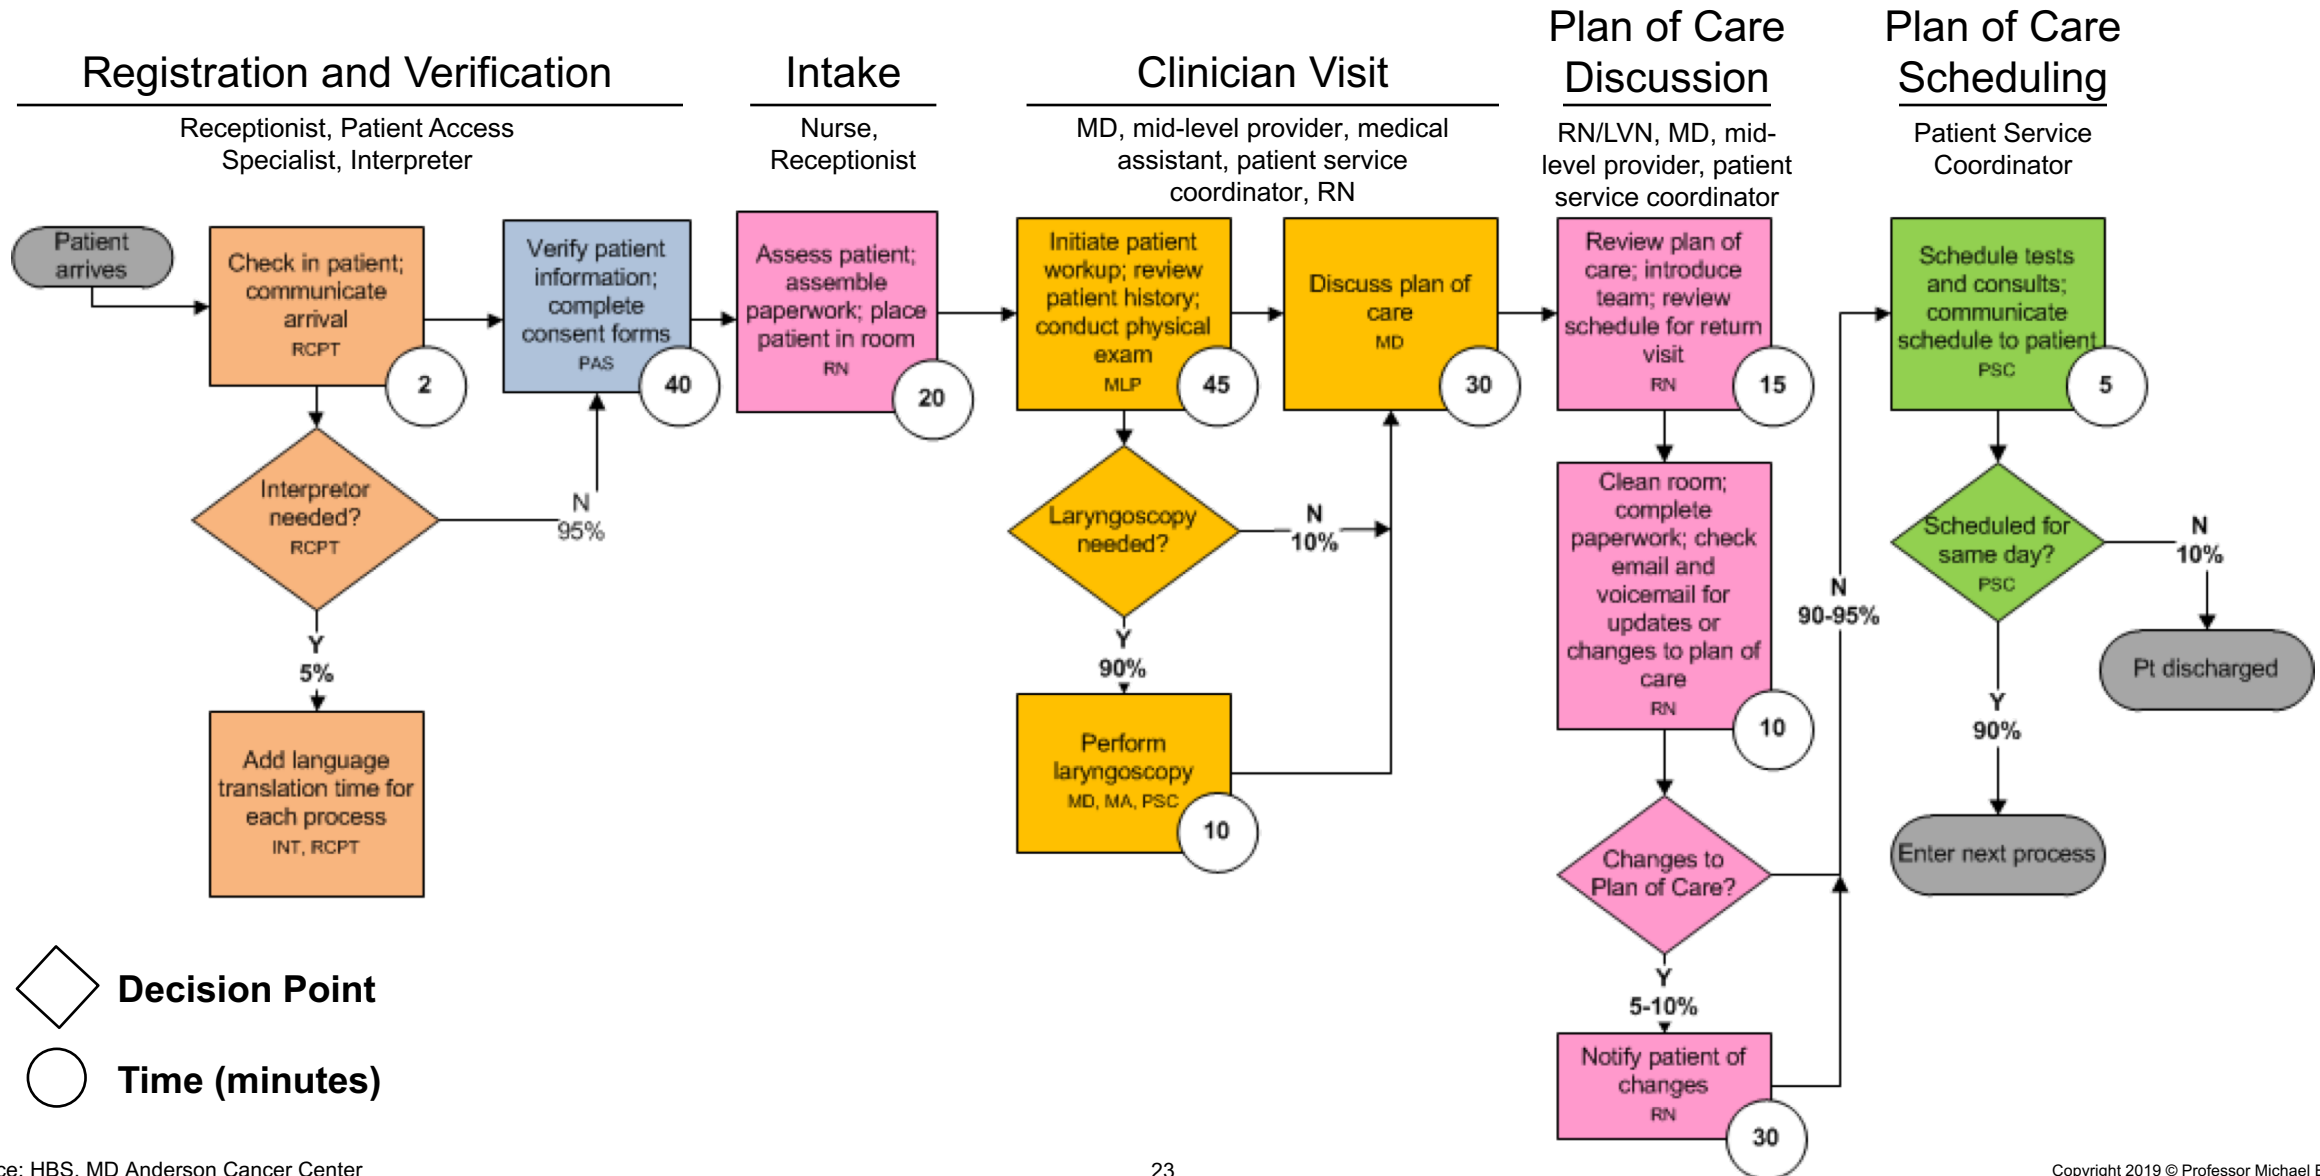 Registration and Verification
Receptionist, Patient Access
Specialist, Interpreter
Intake
Nurse,
Receptionist
Clinician Visit
MD, mid-level provider, medical
assistant, patient service
coordinator, RN
Plan of Care
Discussion
RN/LVN, MD, mid-
level provider, patient
service coordinator
Plan of Care
Scheduling
Patient Service
Coordinator
Patient
arrives
Check in patient;
communicate
arrival
RCPT
2
Interpretor
needed?
RCPT
N
95%
Y
5%
Add language
translation time for
each process
INT, RCPT
Verify patient
information;
complete
consent forms
PAS
40
Assess patient;
assemble
paperwork; place
patient in room
RN
20
Initiate patient
workup; review
patient history;
conduct physical
exam
MLP
45
Laryngoscopy
needed?
N
10%
Y
90%
Perform
laryngoscopy
MD, MA, PSC
10
Discuss plan of
care
MD
30
Review plan of
care; introduce
team; review
schedule for return
visit
RN
15
Clean room;
complete
paperwork; check
email and
voicemail for
updates or
changes to plan of
care
RN
10
Changes to
Plan of Care?
N
90-95%
Y
5-10%
Notify patient of
changes
RN
30
Schedule tests
and consults;
communicate
schedule to patient
PSC
5
Scheduled for
same day?
PSC
N
10%
Pt discharged
Y
90%
Enter next process
Decision Point
Time (minutes)
HBS, MD Anderson Cancer Center
23
Copyright 2019 © Professor Michael